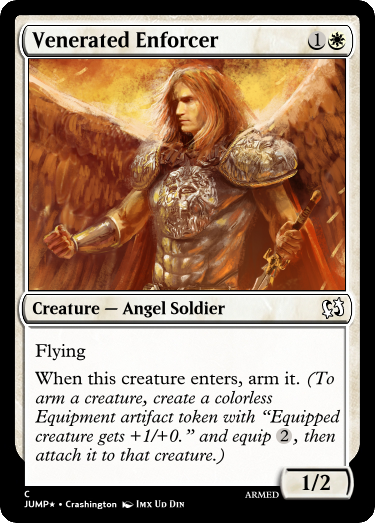 Venerated Enforcer 1
Creature — Angel Soldier
Flying
When this creature enters, arm it. (To
arm a creature, create a colorless
Equipment artifact token with “Equipped
creature gets +1/+0.” and equip 2, then
attach it to that creature.)
1/2
C
JUMP★ • Crashington Imx Ud Din
ARMED